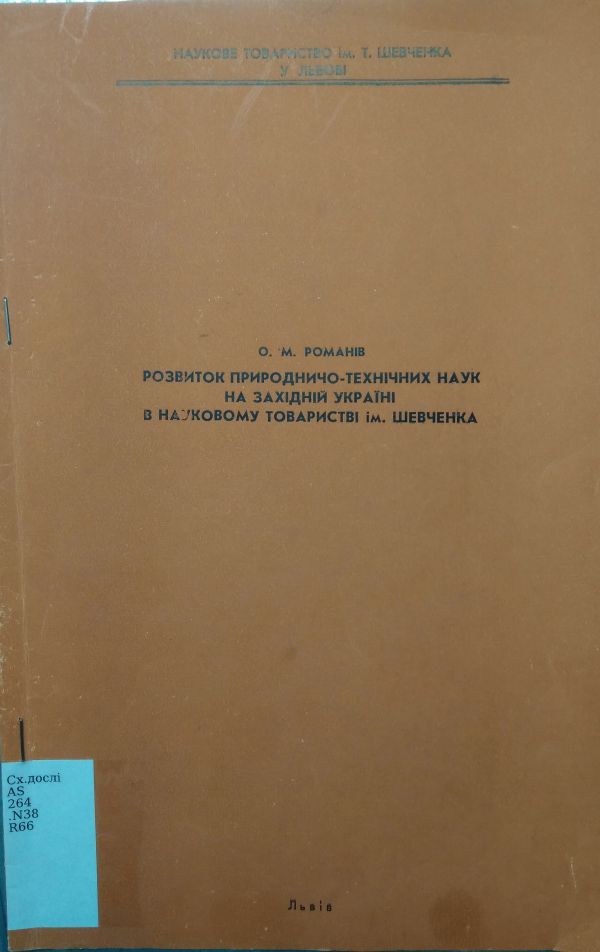 НАУКОВЕ ТОВАРИСТВО ім. Т. ШЕВЧЕНКА
У ЛЬВОВІ
О. М. РОМАНІВ
РОЗВИТОК ПРИРОДНИЧО-ТЕХНІЧНИХ НАУК
НА ЗАХІДНІЙ УКРАЇНІ
В НАУКОВОМУ ТОВАРИСТВІ ім. ШЕВЧЕНКА
Сх.дослі
AS
264
.N38
R66
Львів